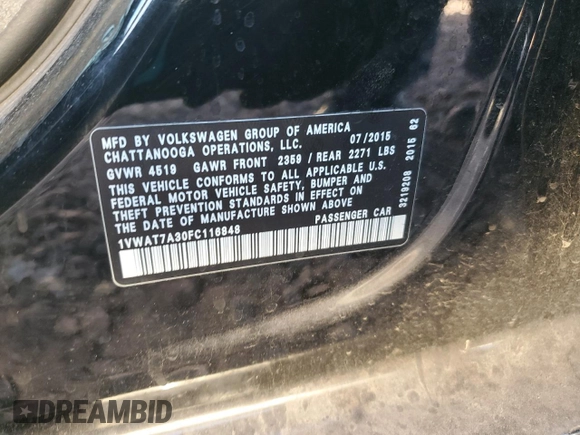 MFD BY VOLKSWAGEN GROUP OF AMERICA
CHATTANOOGA OPERATIONS, LLC. 07/2015
GVWR 4519 GAWR FRONT 2359 / REAR 2271 LBS
THIS VEHICLE CONFORMS TO ALL APPLICABLE U.S.
FEDERAL MOTOR VEHICLE SAFETY, BUMPER AND
THEFT PREVENTION STANDARDS IN EFFECT ON
THE DATE OF MANUFACTURE SHOWN ABOVE
1VWAT7A30FC116848 PASSENGER CAR
3219208 2015 62
DREAMBID